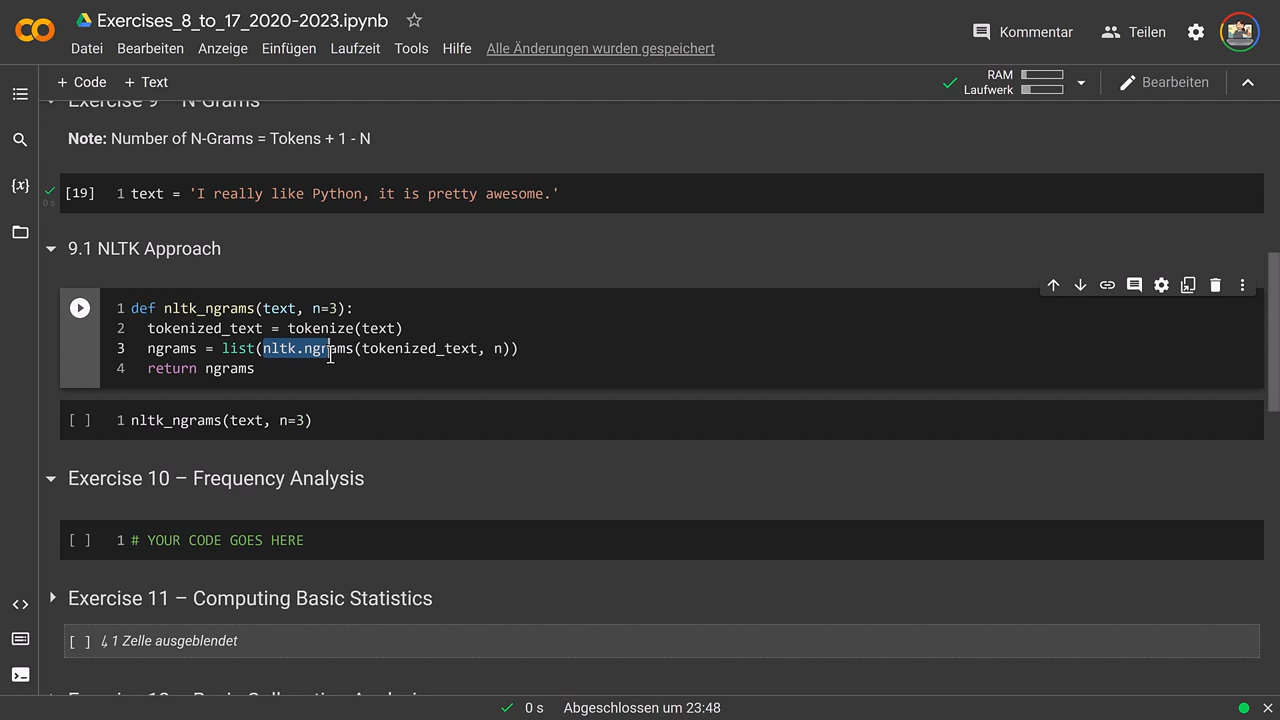 Exercises_8_to_17_2020-2023.ipynb
Datei Bearbeiten Anzeige Einfügen Laufzeit Tools Hilfe Alle Änderungen wurden gespeichert
Kommentar Teilen
+ Code + Text
RAM
Laufwerk
Bearbeiten
Exercise 9 – N-Grams
Note: Number of N-Grams = Tokens + 1 - N
[19] 1 text = 'I really like Python, it is pretty awesome.'
0 s
{x}
9.1 NLTK Approach
1 def nltk_ngrams(text, n=3):
2 tokenized_text = tokenize(text)
3 ngrams = list(nltk.ngrams(tokenized_text, n))
4 return ngrams
[ ] 1 nltk_ngrams(text, n=3)
Exercise 10 – Frequency Analysis
[ ] 1 # YOUR CODE GOES HERE
Exercise 11 – Computing Basic Statistics
[ ] ↳ 1 Zelle ausgeblendet
0 s Abgeschlossen um 23:48